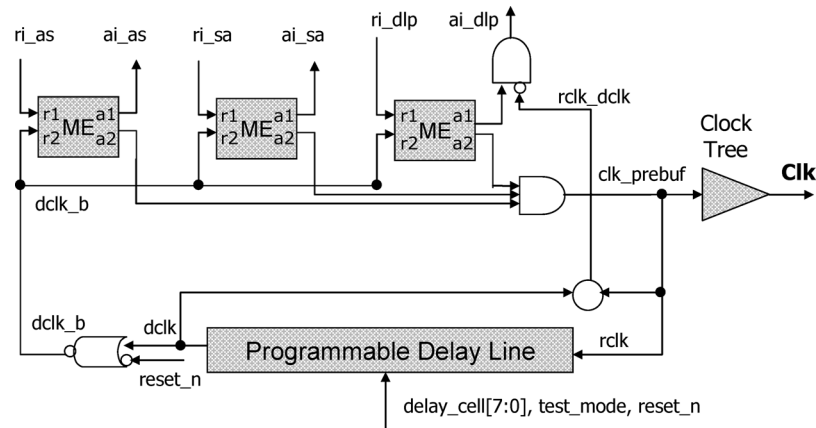 ri_as ai_as ri_sa ai_sa ri_dlp ai_dlp
rclk_dclk
r1 a1 r1 a1 r1 a1
ME ME ME
r2 a2 r2 a2 r2 a2
Clock
Tree
clk_prebuf Clk
dclk_b
dclk_b dclk
Programmable Delay Line
rclk
reset_n
delay_cell[7:0], test_mode, reset_n